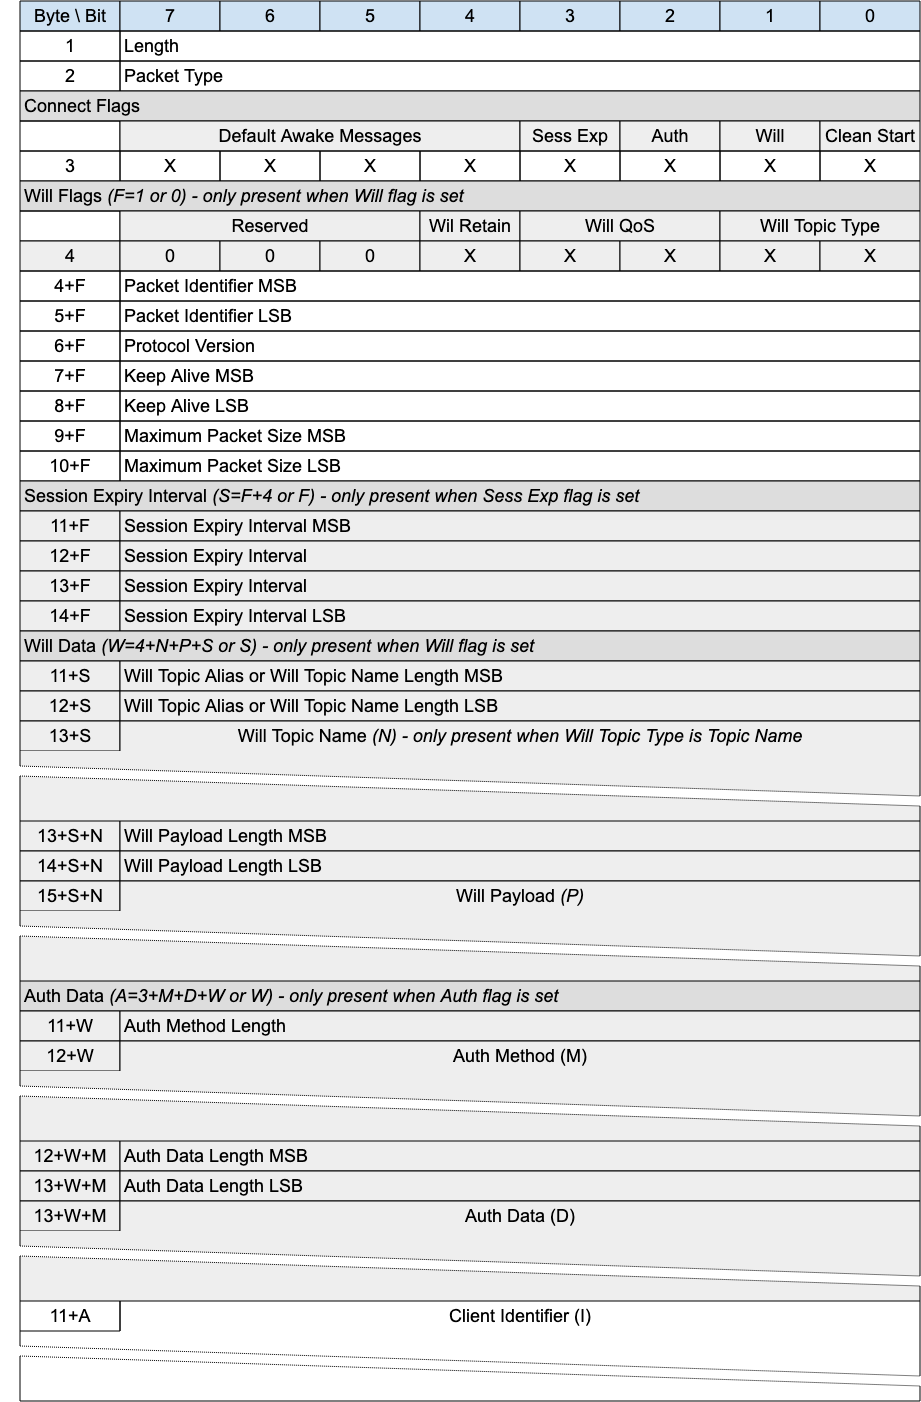 Byte \ Bit 7 6 5 4 3 2 1 0
1 Length
2 Packet Type
Connect Flags
Default Awake Messages Sess Exp Auth Will Clean Start
3 X X X X X X X X
Will Flags (F=1 or 0) - only present when Will flag is set
Reserved Wil Retain Will QoS Will Topic Type
4 0 0 0 X X X X X
4+F Packet Identifier MSB
5+F Packet Identifier LSB
6+F Protocol Version
7+F Keep Alive MSB
8+F Keep Alive LSB
9+F Maximum Packet Size MSB
10+F Maximum Packet Size LSB
Session Expiry Interval (S=F+4 or F) - only present when Sess Exp flag is set
11+F Session Expiry Interval MSB
12+F Session Expiry Interval
13+F Session Expiry Interval
14+F Session Expiry Interval LSB
Will Data (W=4+N+P+S or S) - only present when Will flag is set
11+S Will Topic Alias or Will Topic Name Length MSB
12+S Will Topic Alias or Will Topic Name Length LSB
13+S Will Topic Name (N) - only present when Will Topic Type is Topic Name
13+S+N Will Payload Length MSB
14+S+N Will Payload Length LSB
15+S+N Will Payload (P)
Auth Data (A=3+M+D+W or W) - only present when Auth flag is set
11+W Auth Method Length
12+W Auth Method (M)
12+W+M Auth Data Length MSB
13+W+M Auth Data Length LSB
13+W+M Auth Data (D)
11+A Client Identifier (I)